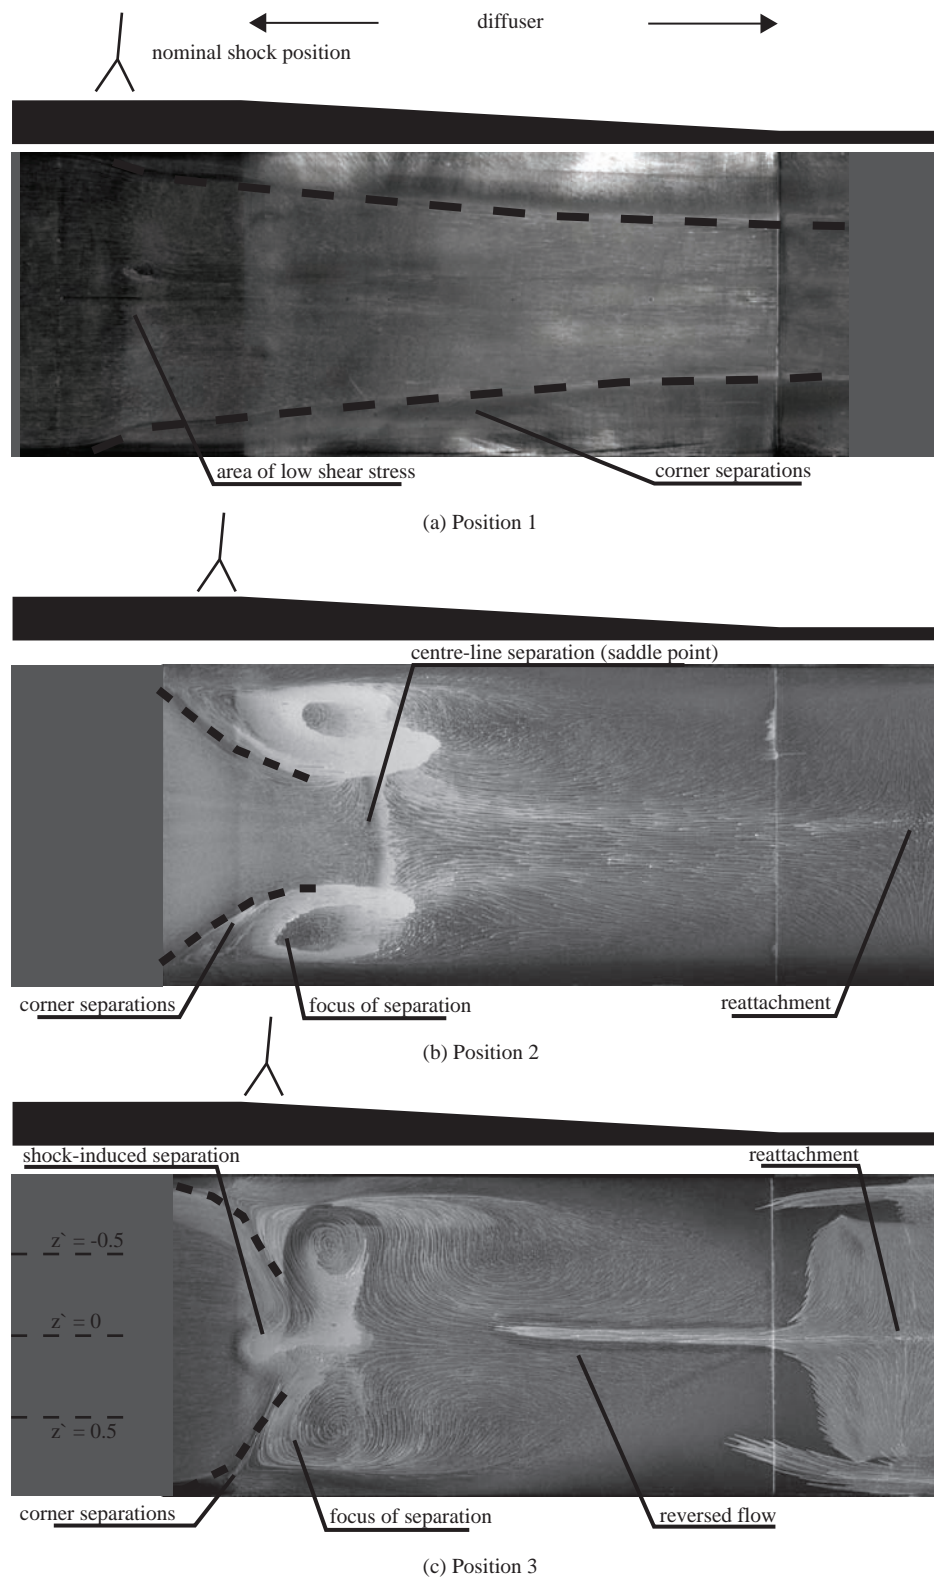 diffuser
nominal shock position
area of low shear stress
corner separations
(a) Position 1
centre-line separation (saddle point)
corner separations
focus of separation
reattachment
(b) Position 2
shock-induced separation
reattachment
z` = -0.5
z` = 0
z` = 0.5
corner separations
focus of separation
reversed flow
(c) Position 3